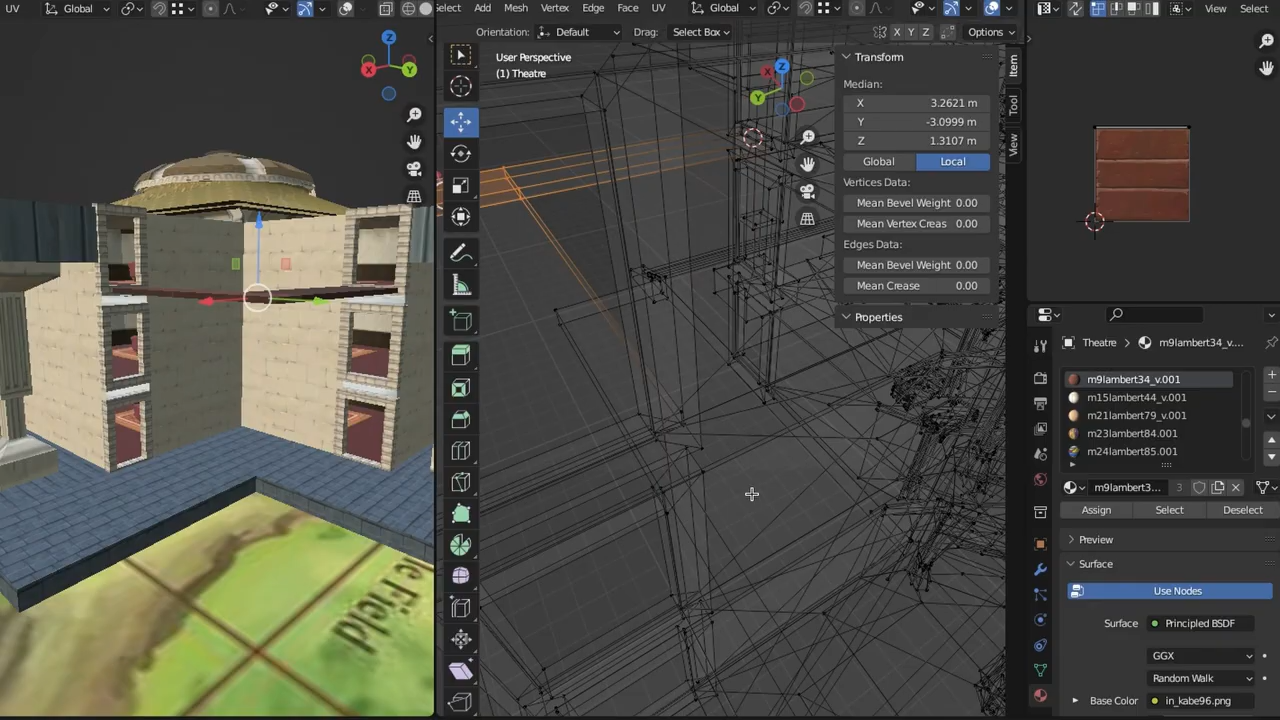 UV
Global
Select
Add
Mesh
Vertex
Edge
Face
UV
Global
View
Select
Orientation:
Default
Drag:
Select Box
X
Y
Z
Options
User Perspective
(1) Theatre
Z
X
Y
Z
X
Y
Transform
Median:
X 3.2621 m
Y -3.0999 m
Z 1.3107 m
Global
Local
Vertices Data:
Mean Bevel Weight 0.00
Mean Vertex Creas 0.00
Edges Data:
Mean Bevel Weight 0.00
Mean Crease 0.00
Properties
Item
Tool
View
Theatre
m9lambert34_v....
m9lambert34_v.001
m15lambert44_v.001
m21lambert79_v.001
m23lambert84.001
m24lambert85.001
m9lambert3...
3
Assign
Select
Deselect
Preview
Surface
Use Nodes
Surface
Principled BSDF
GGX
Random Walk
Base Color
in_kabe96.png
Field